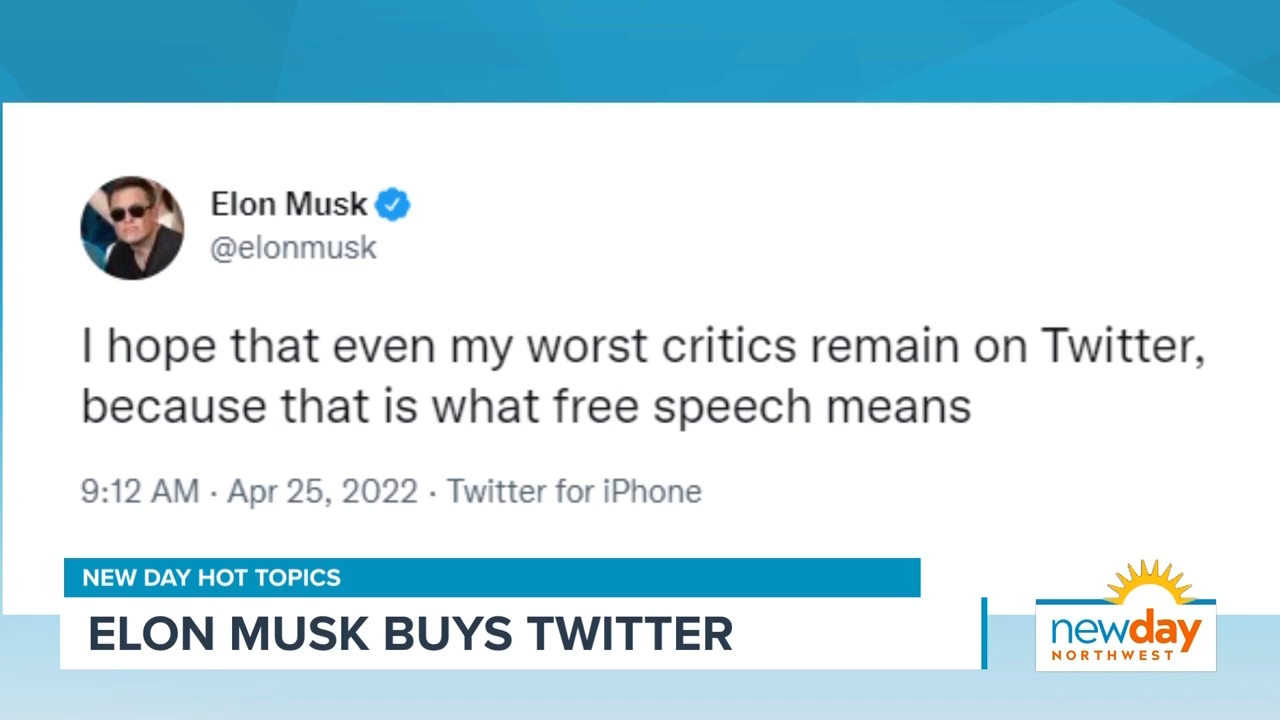 Elon Musk
@elonmusk
I hope that even my worst critics remain on Twitter,
because that is what free speech means
9:12 AM · Apr 25, 2022 · Twitter for iPhone
NEW DAY HOT TOPICS
ELON MUSK BUYS TWITTER
newday
NORTHWEST